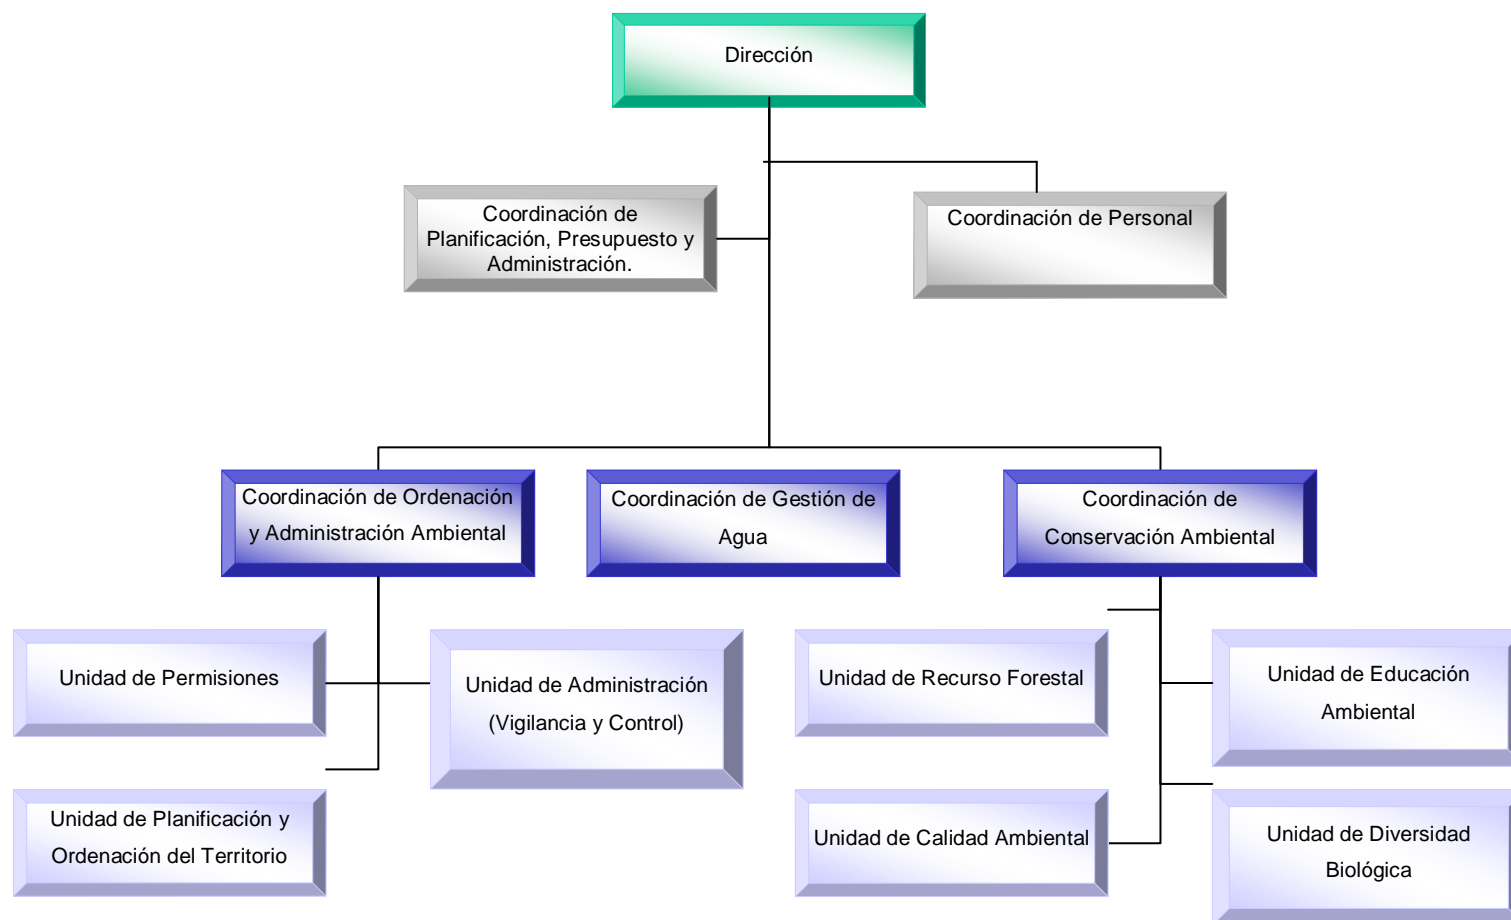 Dirección
Coordinación de
Planificación, Presupuesto y
Administración.
Coordinación de Personal
Coordinación de Ordenación
y Administración Ambiental
Coordinación de Gestión de
Agua
Coordinación de
Conservación Ambiental
Unidad de Permisiones
Unidad de Administración
(Vigilancia y Control)
Unidad de Recurso Forestal
Unidad de Educación
Ambiental
Unidad de Planificación y
Ordenación del Territorio
Unidad de Calidad Ambiental
Unidad de Diversidad
Biológica